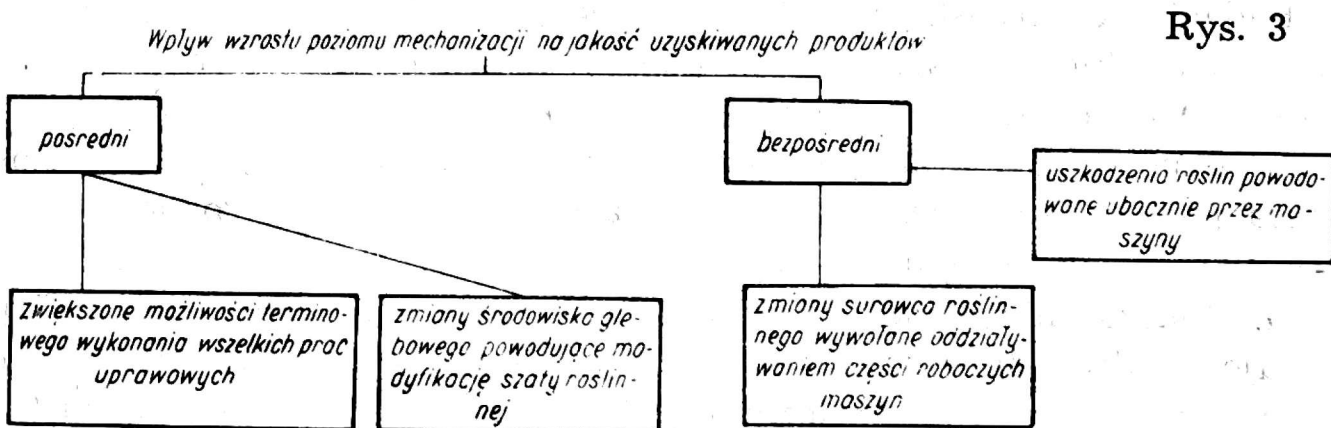 Rys. 3
Wpływ wzrostu poziomu mechanizacji na jakość uzyskiwanych produktów
pośredni
bezpośredni
uszkodzenia roślin powodo-
wane ubocznie przez ma-
szyny
Zwiększone możliwości termino-
wego wykonania wszelkich prac
uprawowych
zmiany środowiska gle-
bowego powodujące mo-
dyfikację szaty roślin-
nej
zmiany surowca roślin-
nego wywołane oddziały-
waniem części roboczych
maszyn